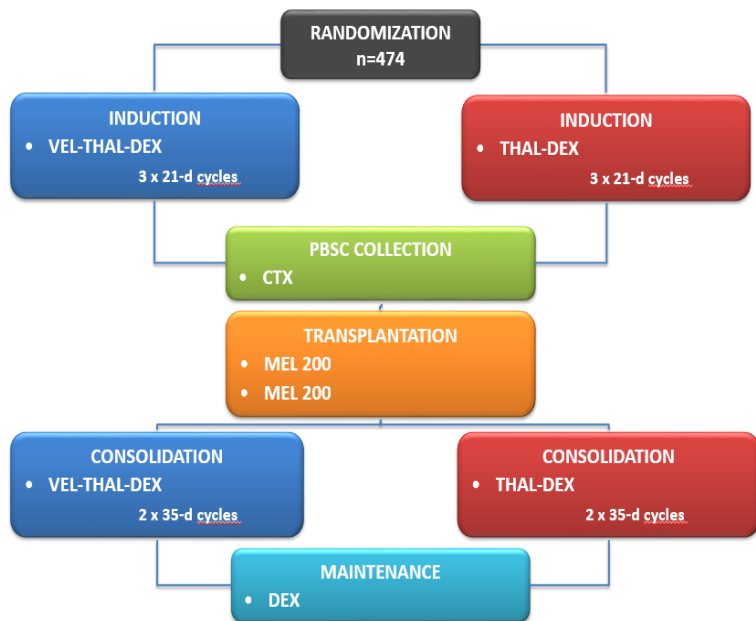 RANDOMIZATION
n=474
INDUCTION
• VEL-THAL-DEX
3 x 21-d cycles
INDUCTION
• THAL-DEX
3 x 21-d cycles
PBSC COLLECTION
• CTX
TRANSPLANTATION
• MEL 200
• MEL 200
CONSOLIDATION
• VEL-THAL-DEX
2 x 35-d cycles
CONSOLIDATION
• THAL-DEX
2 x 35-d cycles
MAINTENANCE
• DEX